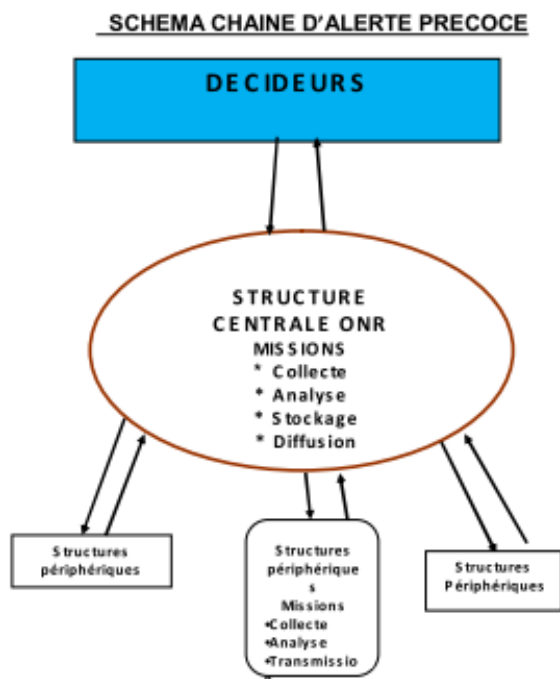 SCHEMA CHAINE D'ALERTE PRECOCE
DECIDEURS
STRUCTURE
CENTRALE ONR
MISSIONS
* Collecte
* Analyse
* Stockage
* Diffusion
Structures
périphériques
Structures
périphérique
s
Missions
•Collecte
•Analyse
•Transmissio
Structures
Périphériques